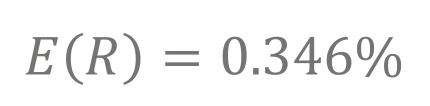 E(R) = 0.346%